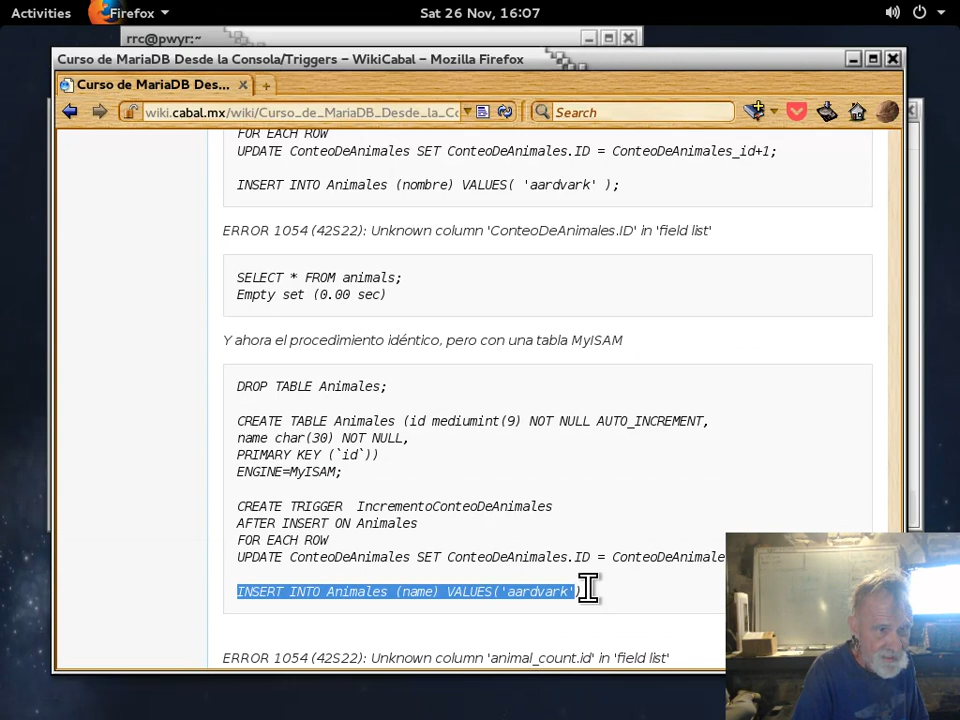 Activities Firefox Sat 26 Nov, 16:07
rrc@pwyr:~
Curso de MariaDB Desde la Consola/Triggers – WikiCabal – Mozilla Firefox
Curso de MariaDB Des...
wiki.cabal.mx/wiki/Curso_de_MariaDB_Desde_la_Co Search
FOR EACH ROW
UPDATE ConteoDeAnimales SET ConteoDeAnimales.ID = ConteoDeAnimales_id+1;
INSERT INTO Animales (nombre) VALUES( 'aardvark' );
ERROR 1054 (42S22): Unknown column 'ConteoDeAnimales.ID' in 'field list'
SELECT * FROM animals;
Empty set (0.00 sec)
Y ahora el procedimiento idéntico, pero con una tabla MyISAM
DROP TABLE Animales;
CREATE TABLE Animales (id mediumint(9) NOT NULL AUTO_INCREMENT,
name char(30) NOT NULL,
PRIMARY KEY (`id`))
ENGINE=MyISAM;
CREATE TRIGGER  IncrementoConteoDeAnimales
AFTER INSERT ON Animales
FOR EACH ROW
UPDATE ConteoDeAnimales SET ConteoDeAnimales.ID = ConteoDeAnimale
INSERT INTO Animales (name) VALUES('aardvark')
ERROR 1054 (42S22): Unknown column 'animal_count.id' in 'field list'